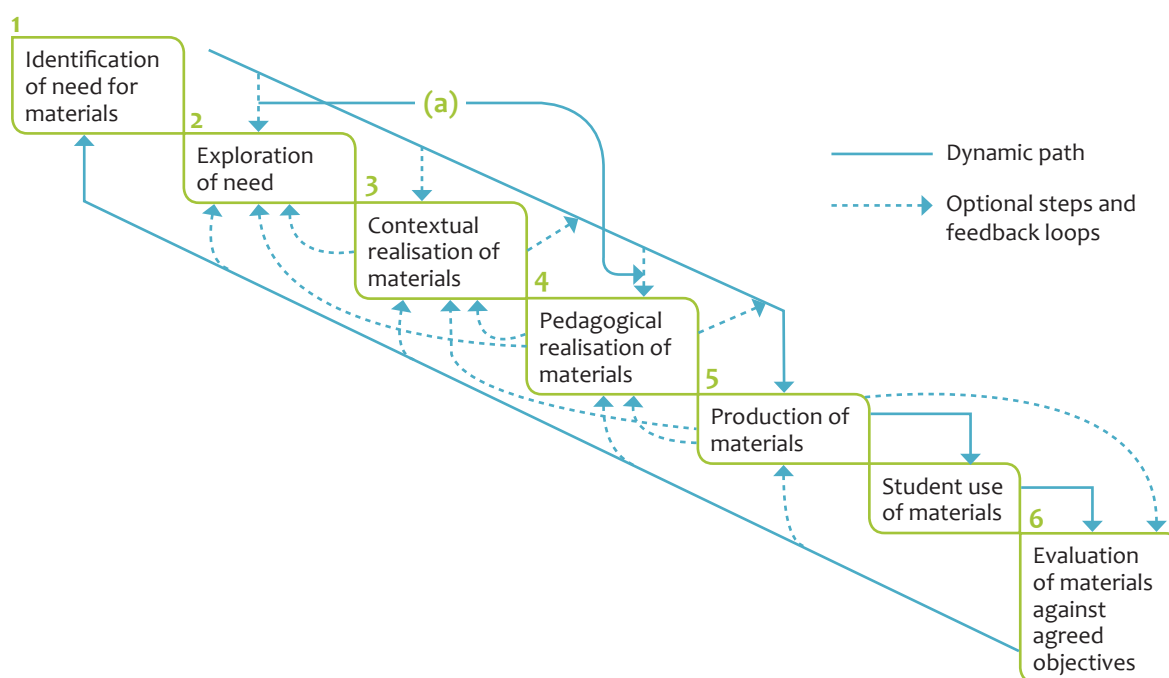 1
Identification
of need for
materials
2
Exploration
of need
(a)
3
Contextual
realisation of
materials
4
Pedagogical
realisation of
materials
5
Production of
materials
Student use
of materials
6
Evaluation
of materials
against
agreed
objectives
Dynamic path
Optional steps and
feedback loops